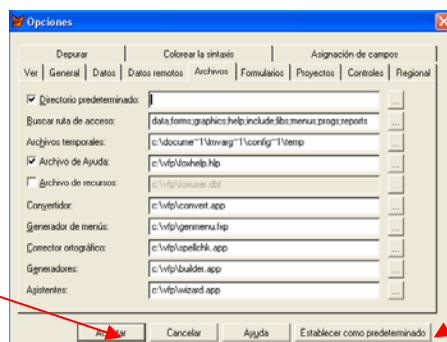 Opciones
Depurar Colorear la sintaxis Asignación de campos
Ver General Datos Datos remotos Archivos Formularios Proyectos Controles Regional
Directorio predeterminado:
Buscar ruta de acceso: data;forms;graphics;help;include;libs;menus;progs;reports
Archivos temporales: c:\docume~1\lmvarg~1\config~1\temp
Archivo de Ayuda: c:\vfp\foxhelp.hlp
Archivo de recursos: c:\vfp\foxuser.dbf
Convertidor: c:\vfp\convert.app
Generador de menús: c:\vfp\genmenu.fxp
Corrector ortográfico: c:\vfp\spellchk.app
Generadores: c:\vfp\builder.app
Asistentes: c:\vfp\wizard.app
Aceptar Cancelar Ayuda Establecer como predeterminado